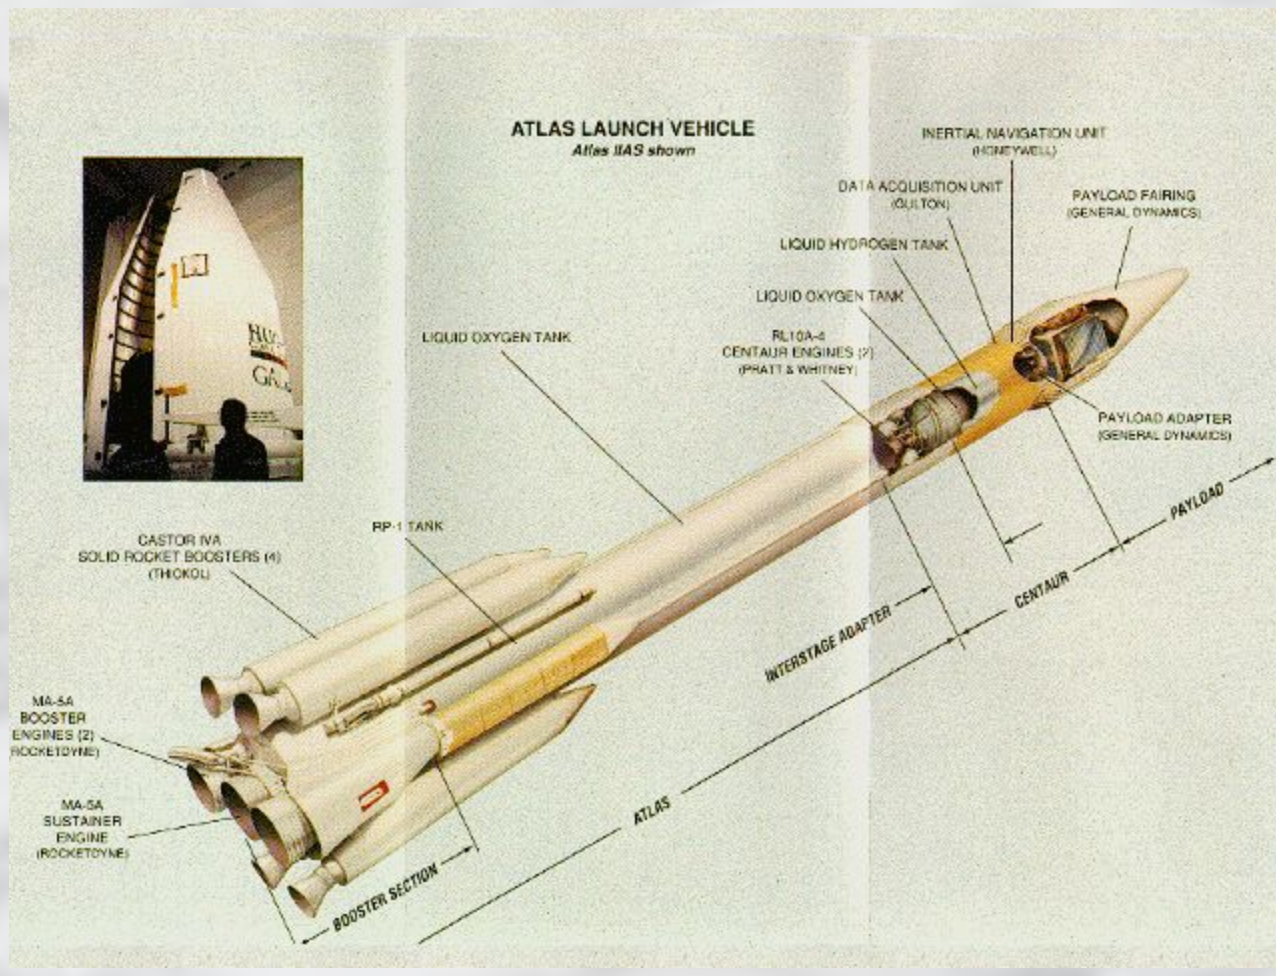 ATLAS LAUNCH VEHICLE
Atlas IIAS shown
INERTIAL NAVIGATION UNIT
(HONEYWELL)
DATA ACQUISITION UNIT
(GULTON)
PAYLOAD FAIRING
(GENERAL DYNAMICS)
LIQUID HYDROGEN TANK
LIQUID OXYGEN TANK
RL10A-4
CENTAUR ENGINES (2)
(PRATT & WHITNEY)
LIQUID OXYGEN TANK
HUG
GAL
PAYLOAD ADAPTER
(GENERAL DYNAMICS)
PAYLOAD
RP-1 TANK
CASTOR IVA
SOLID ROCKET BOOSTERS (4)
(THIOKOL)
CENTAUR
INTERSTAGE ADAPTER
MA-5A
BOOSTER
ENGINES (2)
ROCKETDYNE)
ATLAS
MA-5A
SUSTAINER
ENGINE
(ROCKETDYNE)
BOOSTER SECTION